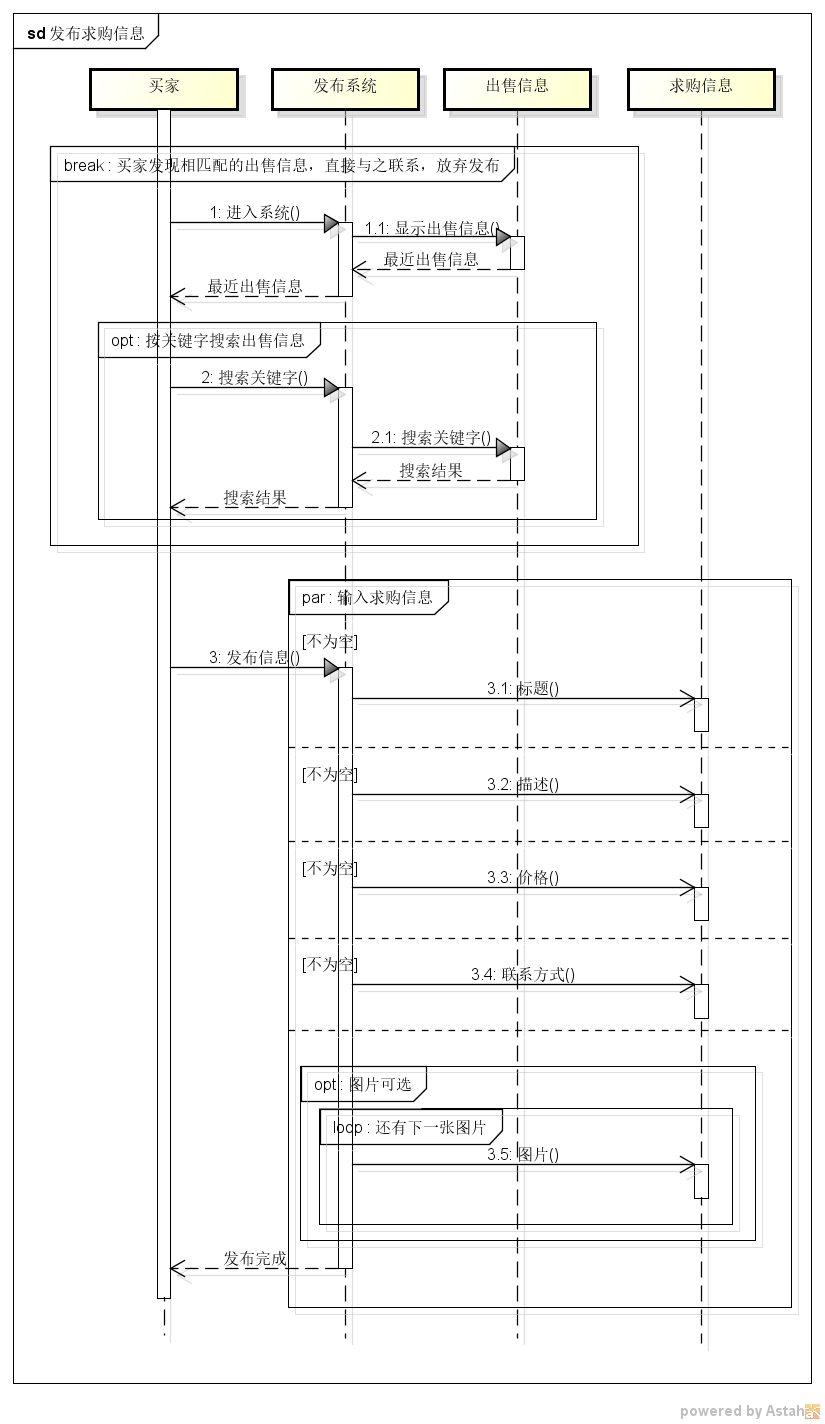 sd 发布求购信息
买家
发布系统
出售信息
求购信息
break : 买家发现相匹配的出售信息，直接与之联系，放弃发布
1: 进入系统()
1.1: 显示出售信息()
最近出售信息
最近出售信息
opt : 按关键字搜索出售信息
2: 搜索关键字()
2.1: 搜索关键字()
搜索结果
搜索结果
par : 输入求购信息
[不为空]
3: 发布信息()
3.1: 标题()
[不为空]
3.2: 描述()
[不为空]
3.3: 价格()
[不为空]
3.4: 联系方式()
opt : 图片可选
loop : 还有下一张图片
3.5: 图片()
发布完成
powered by Astah